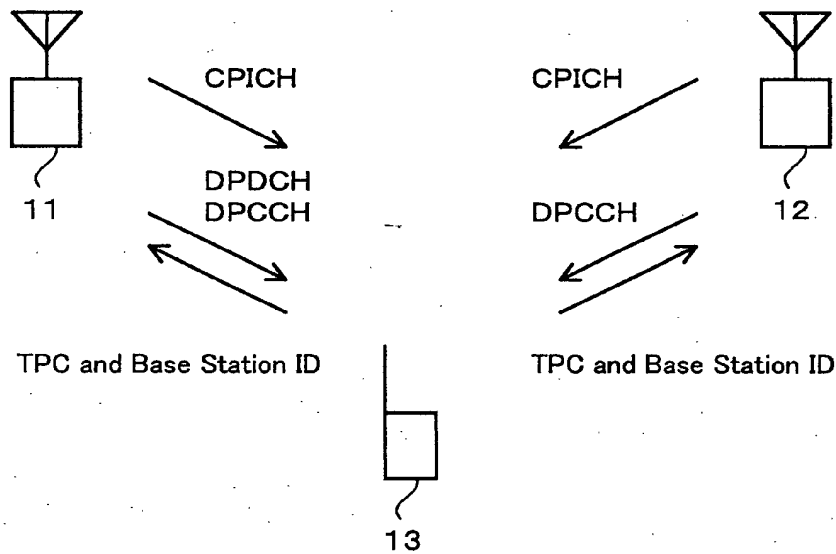 CPICH
CPICH
DPDCH
DPCCH
DPCCH
11
12
TPC and Base Station ID
TPC and Base Station ID
13